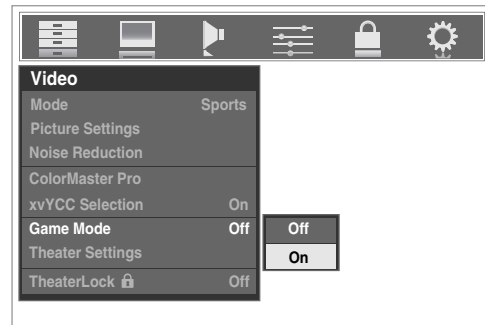 Video
Mode Sports
Picture Settings
Noise Reduction
ColorMaster Pro
xvYCC Selection On
Game Mode Off Off
Theater Settings On
TheaterLock Off